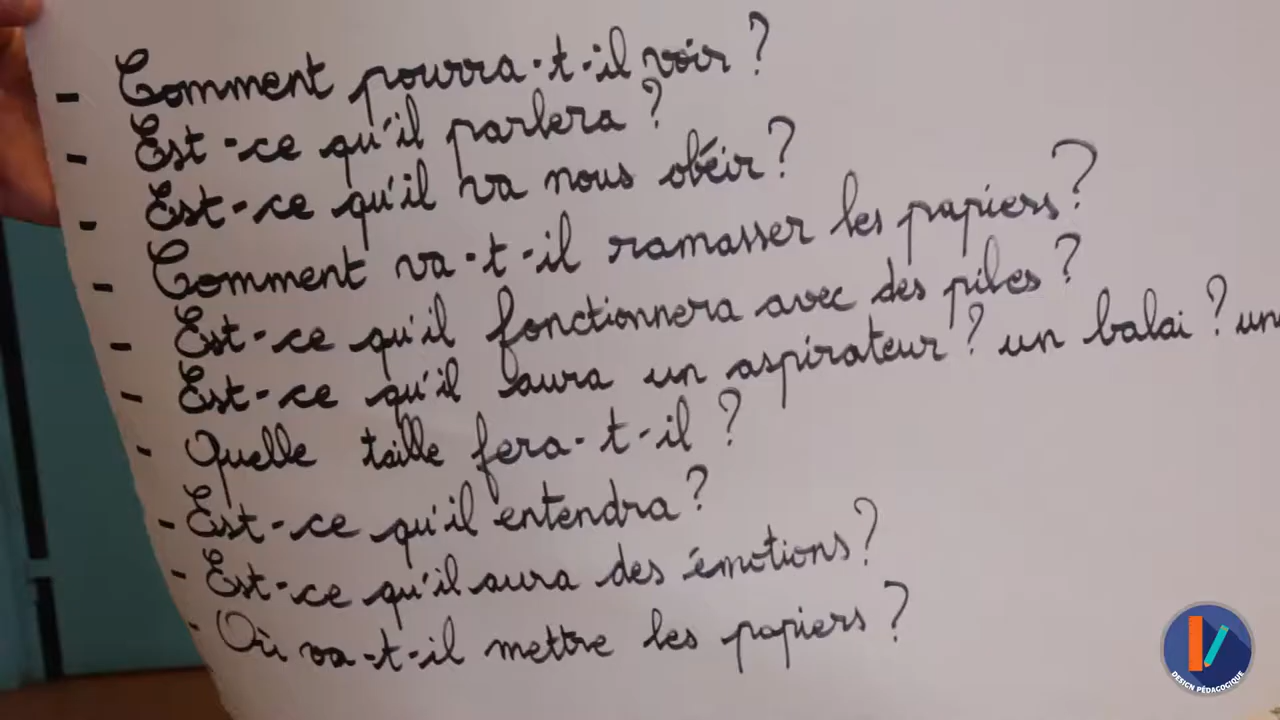 - Comment pourra-t-il voir ?
- Est-ce qu'il parlera ?
- Est-ce qu'il va nous obéir ?
- Comment va-t-il ramasser les papiers ?
- Est-ce qu'il fonctionnera avec des piles ?
- Est-ce qu'il aura un aspirateur ? un balai ? un
- Quelle taille fera-t-il ?
- Est-ce qu'il entendra ?
- Est-ce qu'il aura des émotions ?
- Où va-t-il mettre les papiers ?
DESIGN PÉDAGOGIQUE